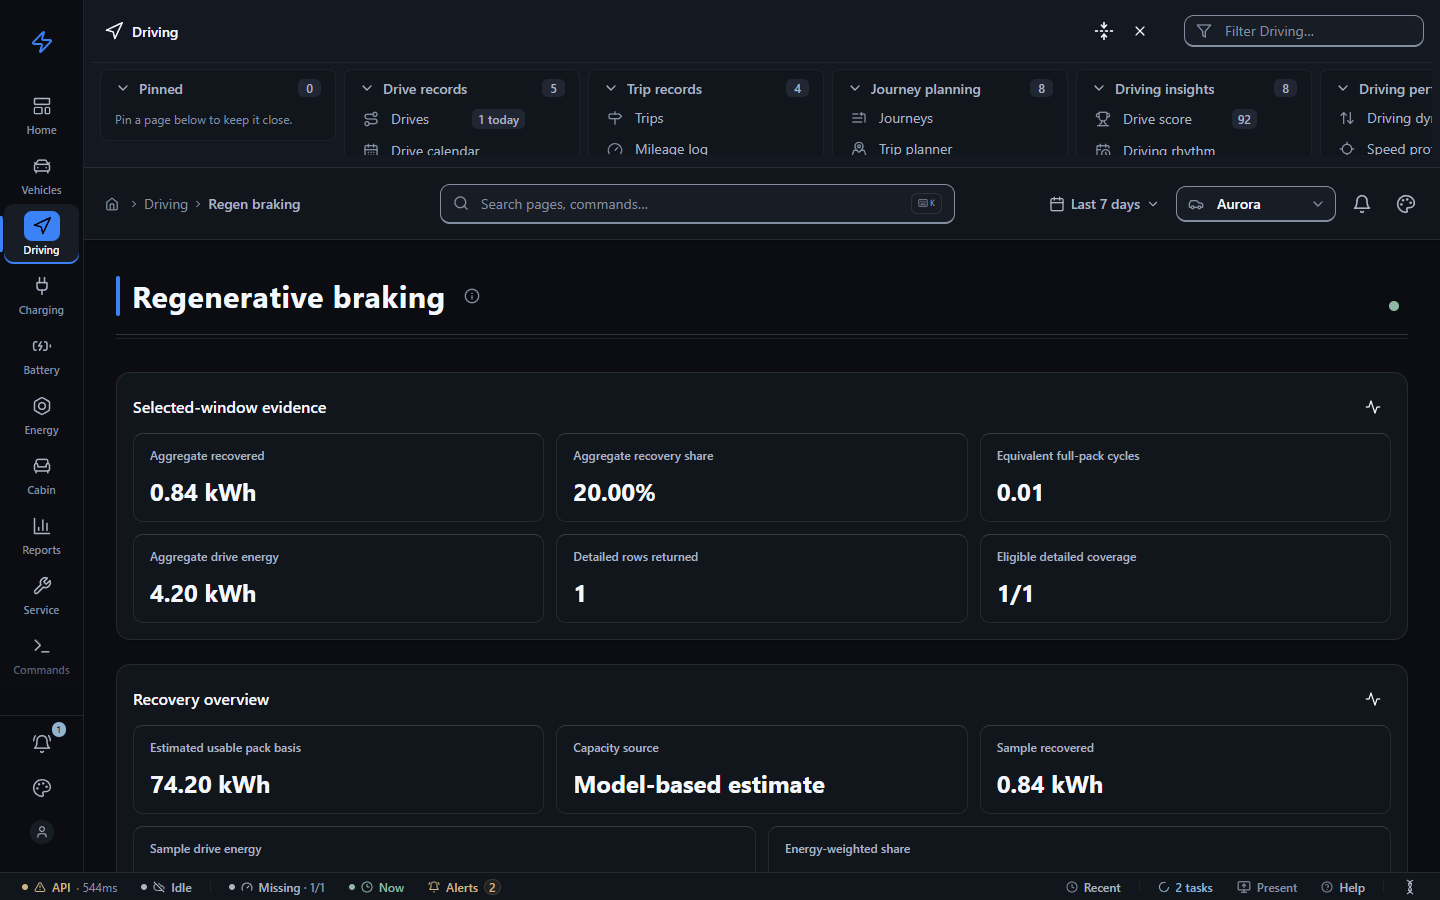 Driving
Filter Driving...
Pinned 0
Pin a page below to keep it close.
Drive records 5
Drives 1 today
Drive calendar
Trip records 4
Trips
Mileage log
Journey planning 8
Journeys
Trip planner
Driving insights 8
Drive score 92
Driving rhythm
Driving per
Driving dy
Speed pro
Home
Vehicles
Driving
Charging
Battery
Energy
Cabin
Reports
Service
Commands
1
Driving
Regen braking
Search pages, commands...
K
Last 7 days
Aurora
Regenerative braking
Selected-window evidence
Aggregate recovered
0.84 kWh
Aggregate recovery share
20.00%
Equivalent full-pack cycles
0.01
Aggregate drive energy
4.20 kWh
Detailed rows returned
1
Eligible detailed coverage
1/1
Recovery overview
Estimated usable pack basis
74.20 kWh
Capacity source
Model-based estimate
Sample recovered
0.84 kWh
Sample drive energy
Energy-weighted share
API · 544ms
Idle
Missing · 1/1
Now
Alerts 2
Recent
2 tasks
Present
Help